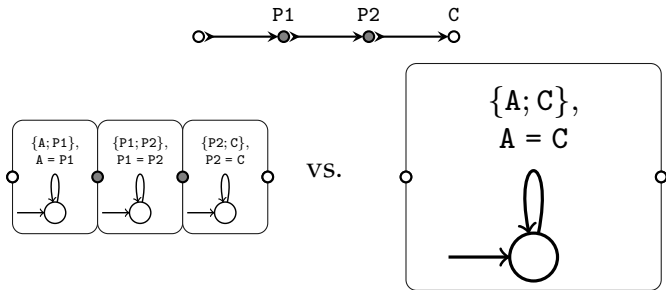 P1 P2 C
{A; P1},
A = P1
{P1; P2},
P1 = P2
{P2; C},
P2 = C
vs.
{A; C},
A = C